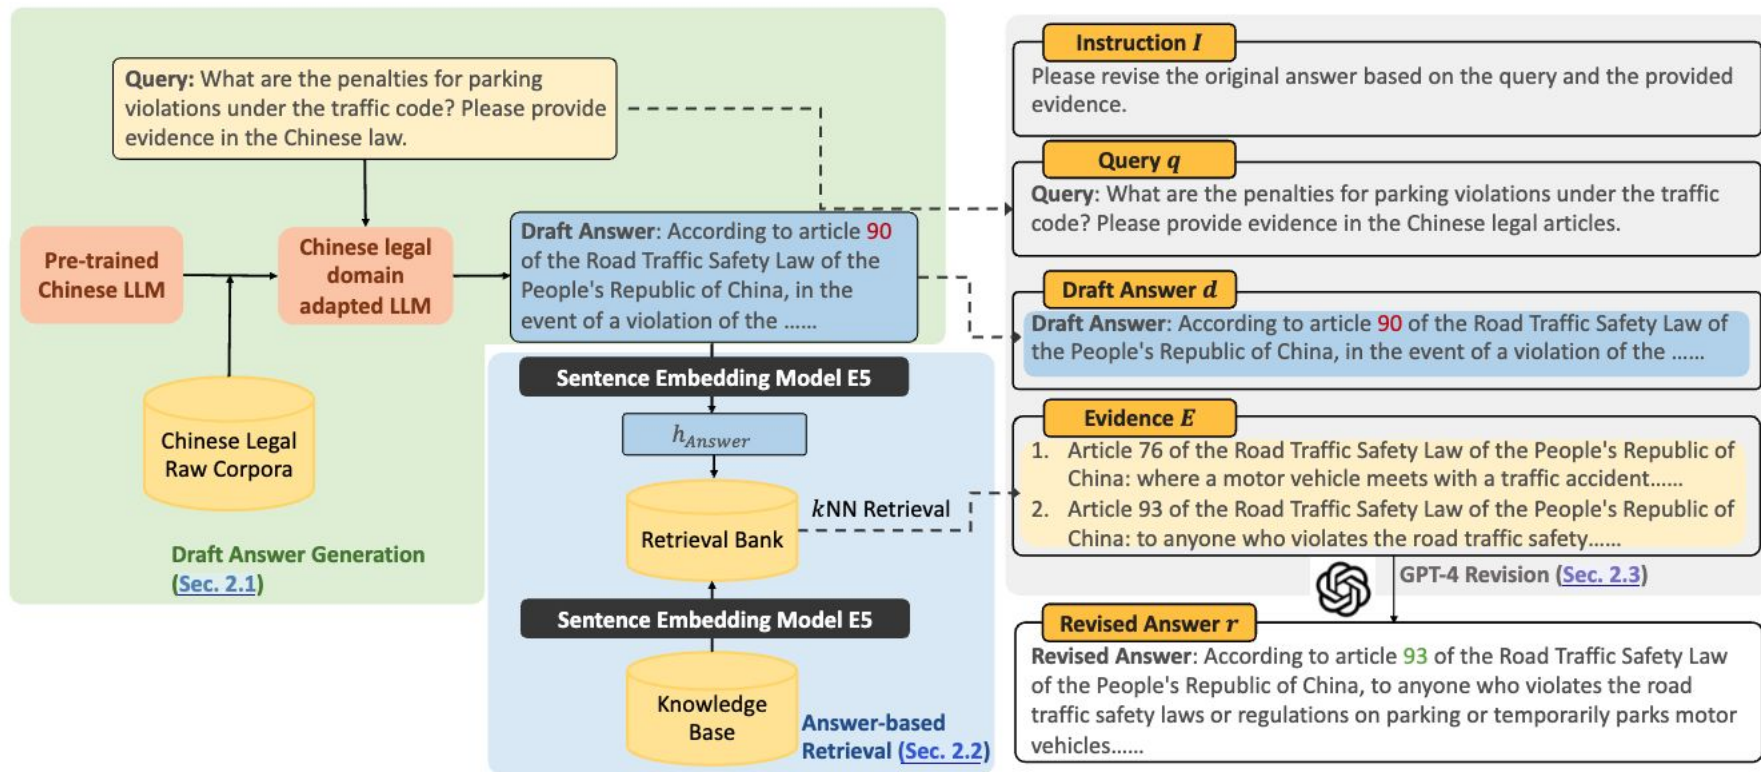 Query: What are the penalties for parking
violations under the traffic code? Please provide
evidence in the Chinese law.
Pre-trained
Chinese LLM
Chinese legal
domain
adapted LLM
Draft Answer: According to article 90
of the Road Traffic Safety Law of the
People's Republic of China, in the
event of a violation of the ......
Chinese Legal
Raw Corpora
Draft Answer Generation
(Sec. 2.1)
Sentence Embedding Model E5
hAnswer
Retrieval Bank
kNN Retrieval
Sentence Embedding Model E5
Knowledge
Base
Answer-based
Retrieval (Sec. 2.2)
Instruction I
Please revise the original answer based on the query and the provided
evidence.
Query q
Query: What are the penalties for parking violations under the traffic
code? Please provide evidence in the Chinese legal articles.
Draft Answer d
Draft Answer: According to article 90 of the Road Traffic Safety Law of
the People's Republic of China, in the event of a violation of the ......
Evidence E
1. Article 76 of the Road Traffic Safety Law of the People's Republic of
China: where a motor vehicle meets with a traffic accident......
2. Article 93 of the Road Traffic Safety Law of the People's Republic of
China: to anyone who violates the road traffic safety......
GPT-4 Revision (Sec. 2.3)
Revised Answer r
Revised Answer: According to article 93 of the Road Traffic Safety Law
of the People's Republic of China, to anyone who violates the road
traffic safety laws or regulations on parking or temporarily parks motor
vehicles......